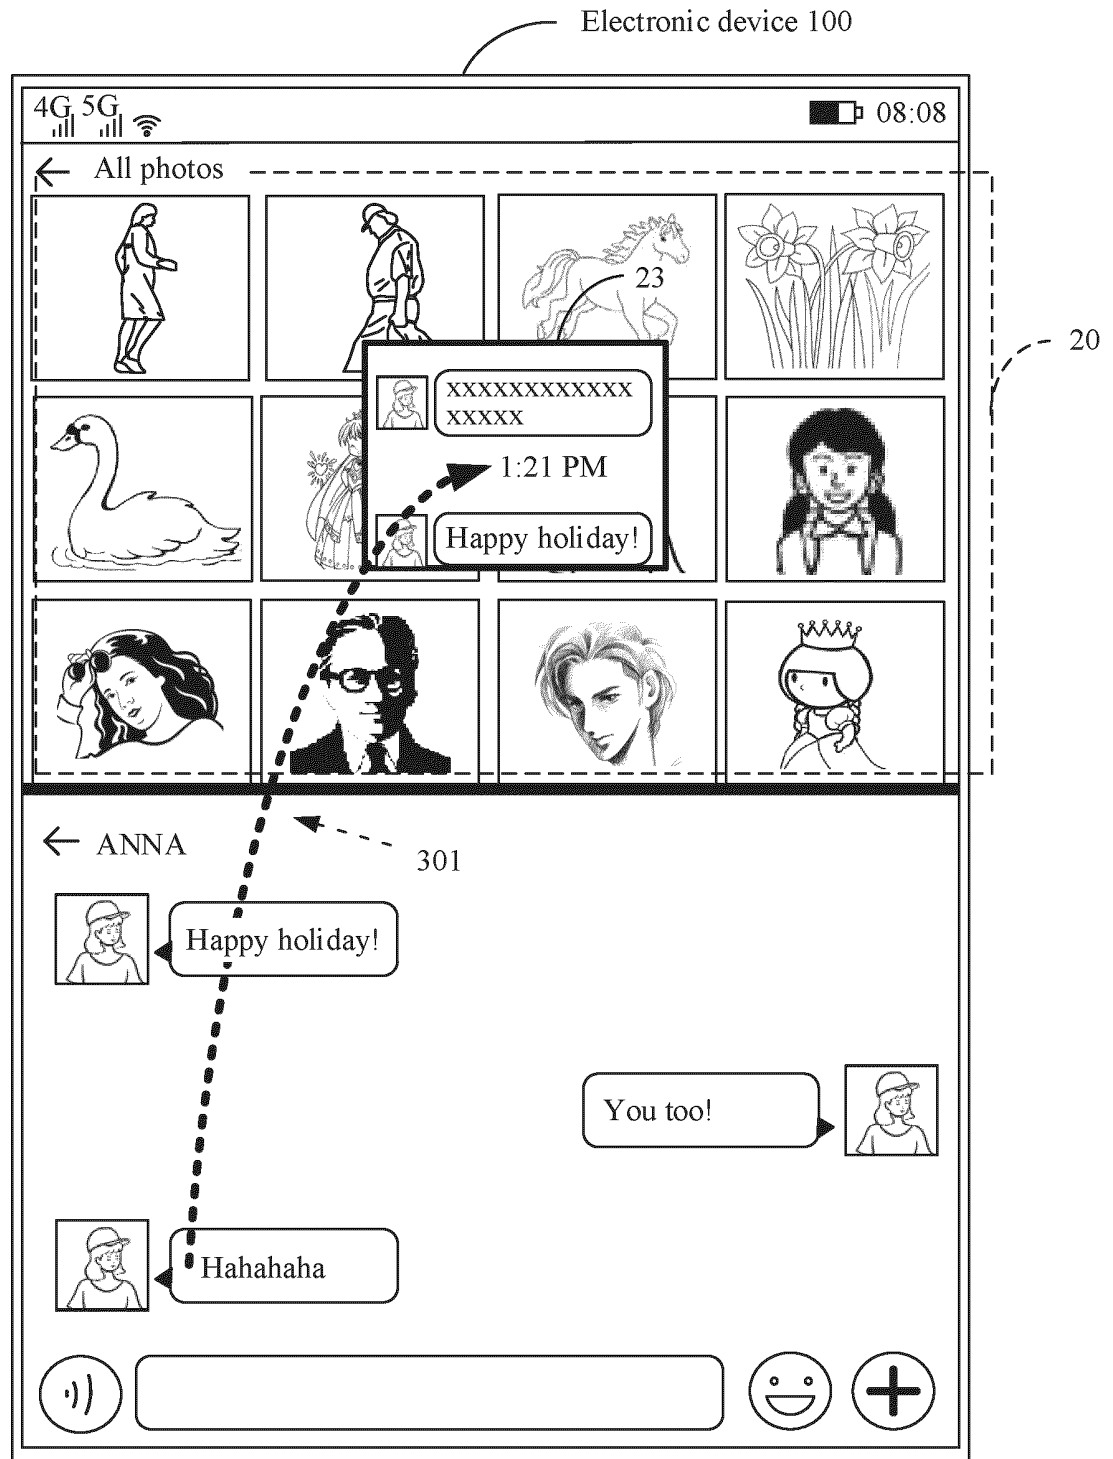 Electronic device 100
4G 5G
08:08
All photos
23
20
XXXXXXXXXXXX
XXXXX
1:21 PM
Happy holiday!
ANNA
301
Happy holiday!
You too!
Hahahaha